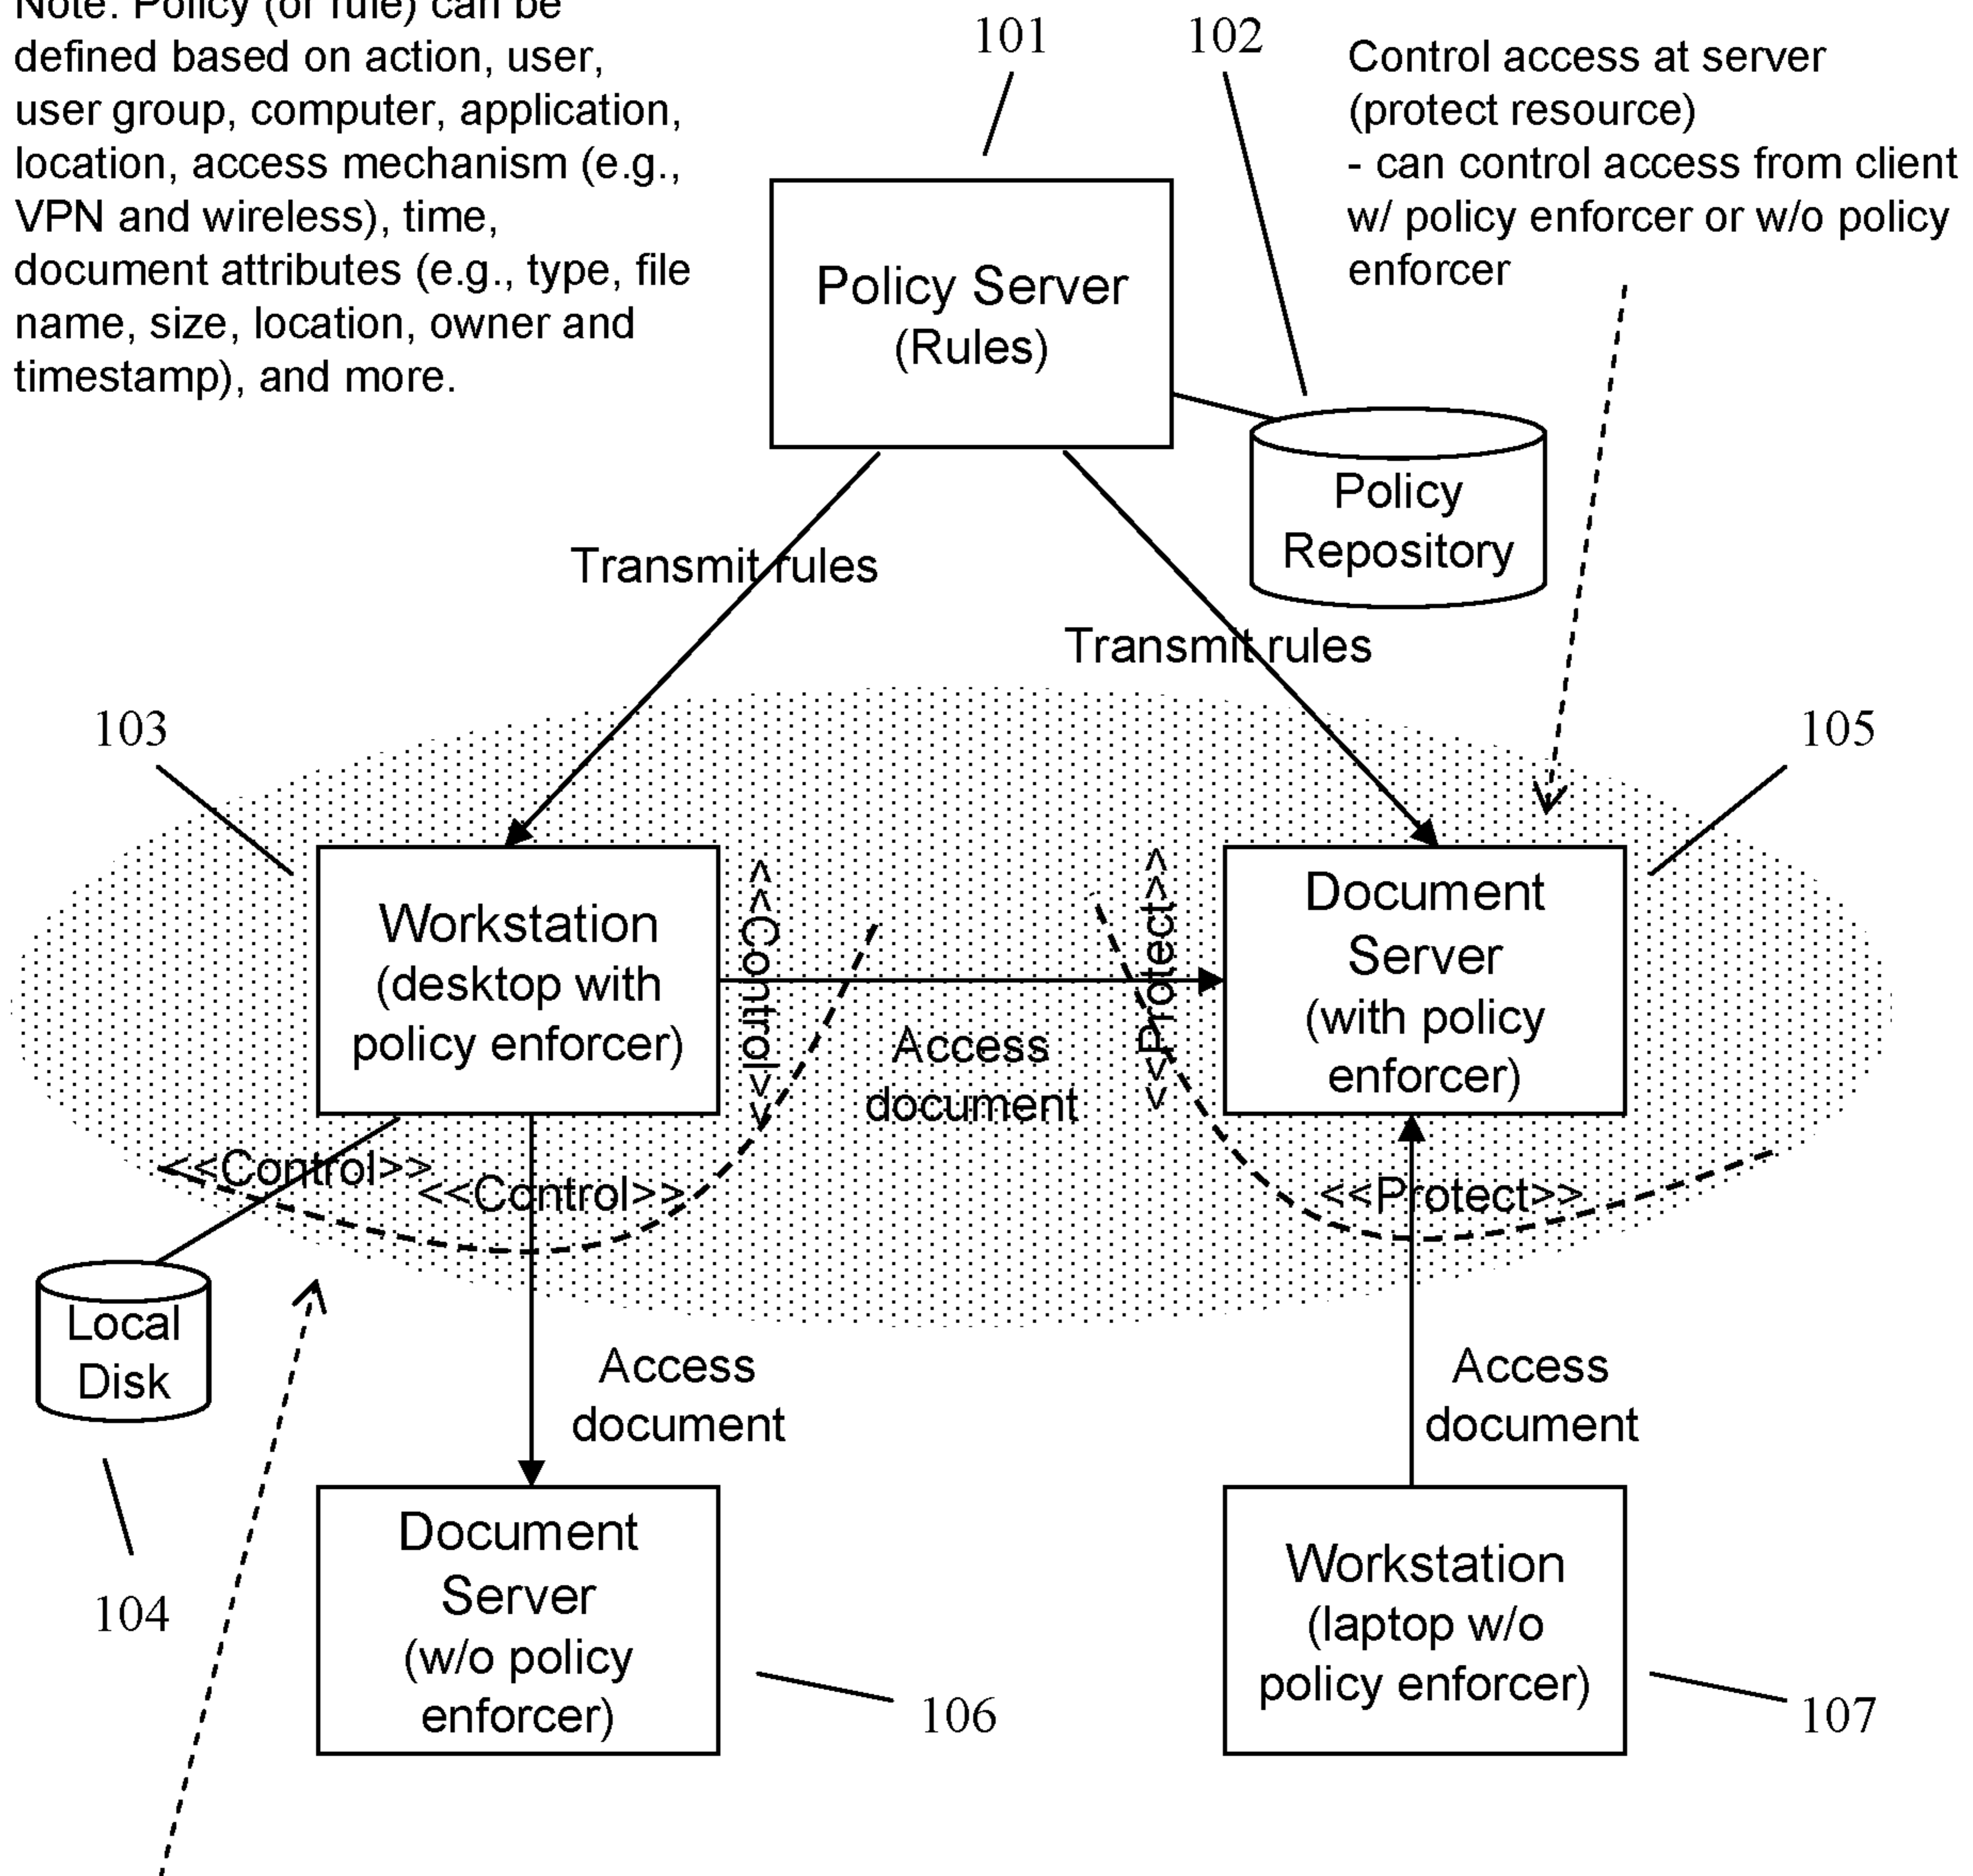 Note: Policy (or rule) can be
defined based on action, user,
user group, computer, application,
location, access mechanism (e.g.,
VPN and wireless), time,
document attributes (e.g., type, file
name, size, location, owner and
timestamp), and more.
101
102
Control access at server
(protect resource)
- can control access from client
w/ policy enforcer or w/o policy
enforcer
Policy Server
(Rules)
Policy
Repository
Transmit rules
Transmit rules
103
105
Workstation
(desktop with
policy enforcer)
<<Control>>
Access
document
<<Protect>>
Document
Server
(with policy
enforcer)
<<Control>>
<<Control>>
<<Protect>>
Local
Disk
104
Access
document
Access
document
Document
Server
(w/o policy
enforcer)
106
Workstation
(laptop w/o
policy enforcer)
107